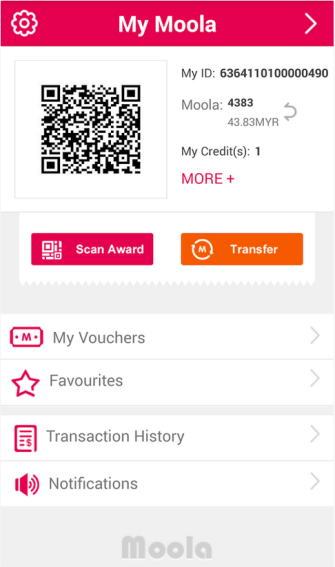 My Moola
My ID: 6364110100000490
Moola: 4383
43.83MYR
My Credit(s): 1
MORE +
Scan Award
M Transfer
M My Vouchers
Favourites
$ Transaction History
Notifications
Moola